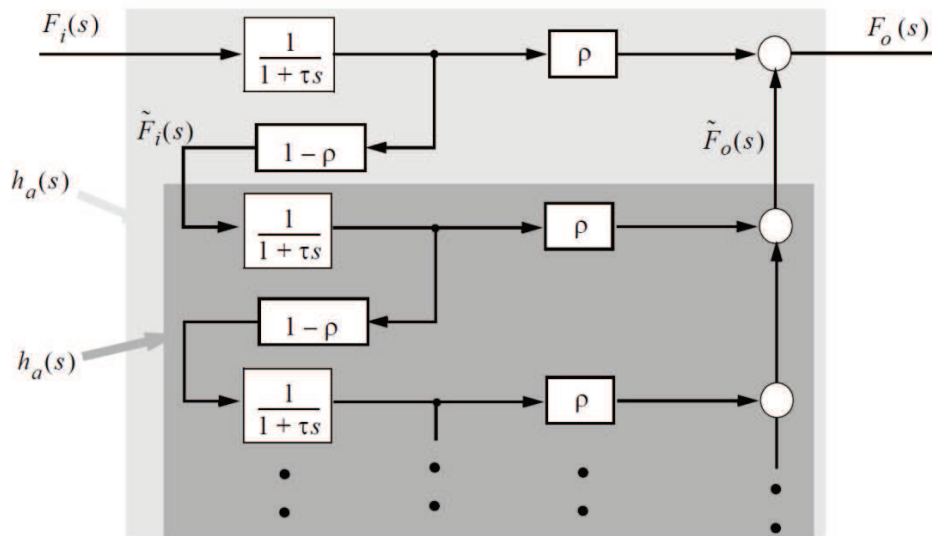 F_i(s)
F_o(s)
1
1 + τs
ρ
F̃_i(s)
F̃_o(s)
1 − ρ
h_a(s)
1
1 + τs
ρ
1 − ρ
h_a(s)
1
1 + τs
ρ